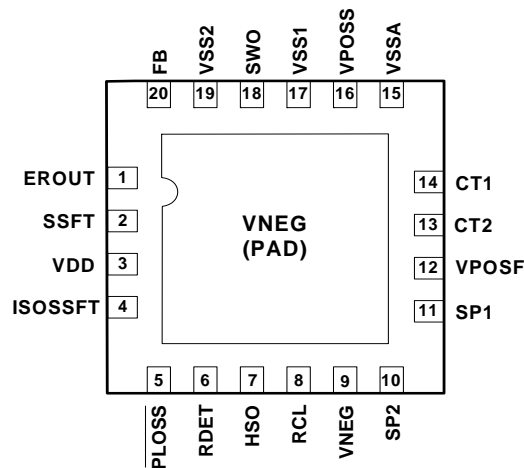 FB
VSS2
SWO
VSS1
VPOSS
VSSA
20
19
18
17
16
15
EROUT 1
SSFT 2
VDD 3
ISOSSFT 4
VNEG
(PAD)
14 CT1
13 CT2
12 VPOSF
11 SP1
5
6
7
8
9
10
PLOSS
RDET
HSO
RCL
VNEG
SP2